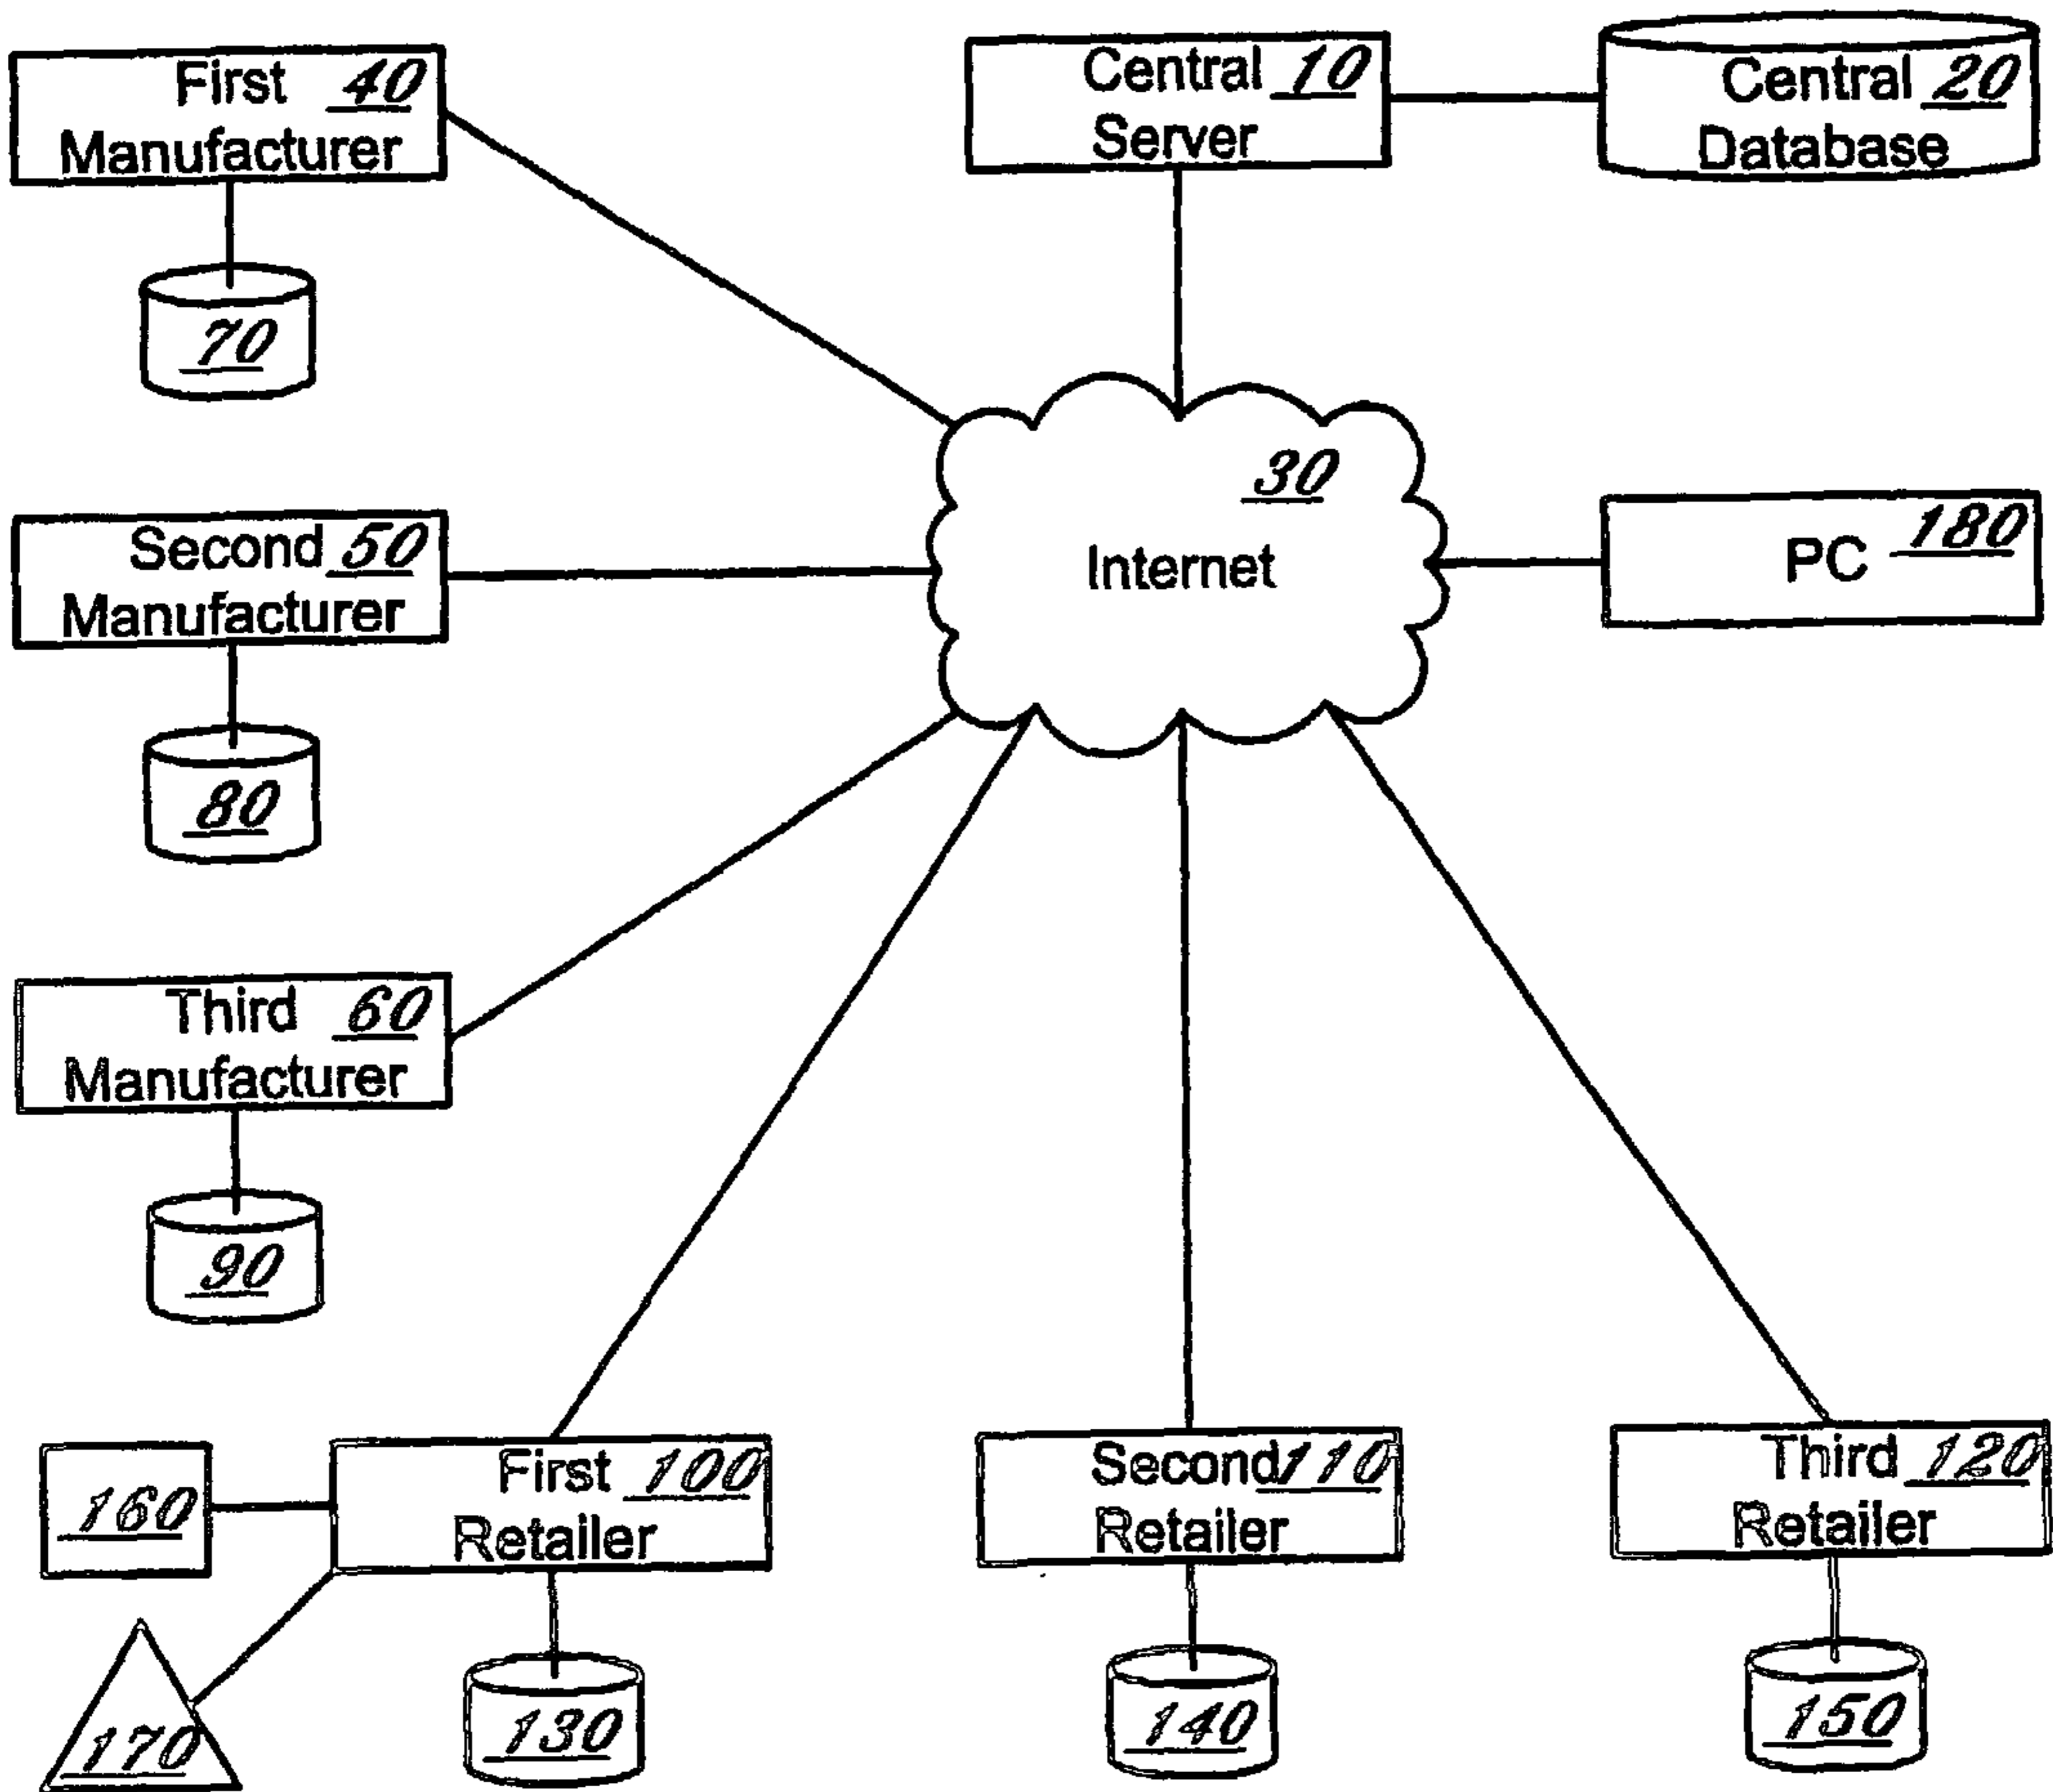 First 40
Manufacturer
Central 10
Server
Central 20
Database
70
30
Internet
Second 50
Manufacturer
PC 180
80
Third 60
Manufacturer
90
160
First 100
Retailer
Second 110
Retailer
Third 120
Retailer
170
130
140
150